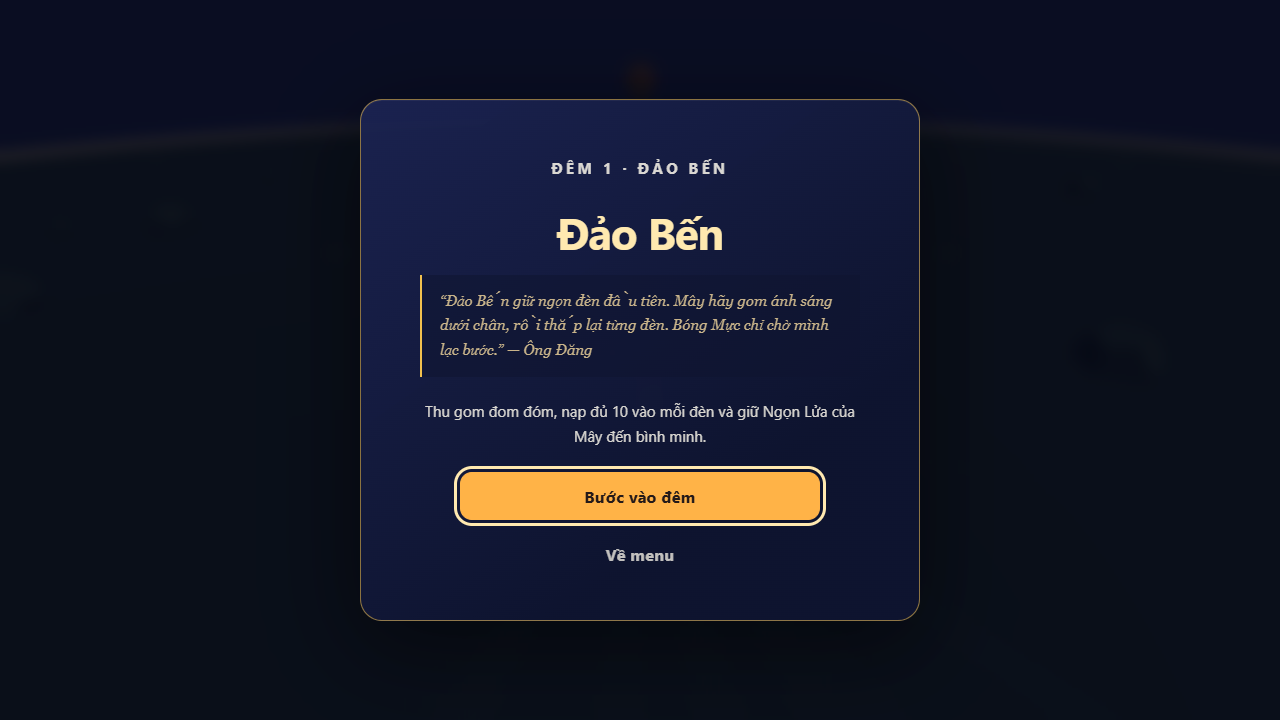 ĐÊM 1 · ĐẢO BẾN
Đảo Bến
“Đảo Bến giữ ngọn đèn đầu tiên. Mây hãy gom ánh sáng
dưới chân, rồi thắp lại từng đèn. Bóng Mực chỉ chờ mình
lạc bước.” — Ông Đăng
Thu gom đom đóm, nạp đủ 10 vào mỗi đèn và giữ Ngọn Lửa của
Mây đến bình minh.
Bước vào đêm
Về menu